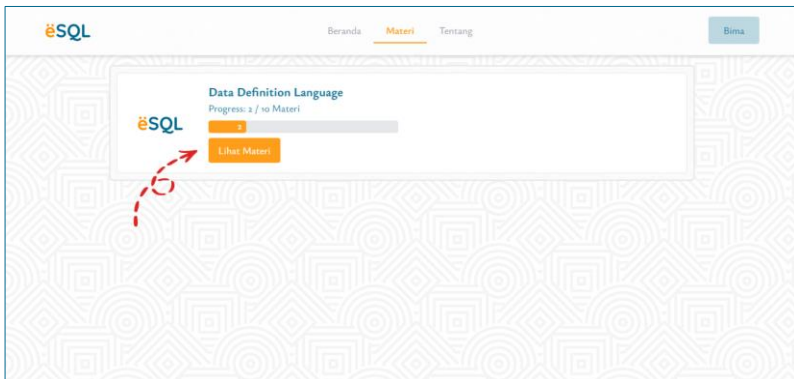 ëSQL
Beranda Materi Tentang
Bima
Data Definition Language
Progress: 2 / 10 Materi
ëSQL
2
Lihat Materi